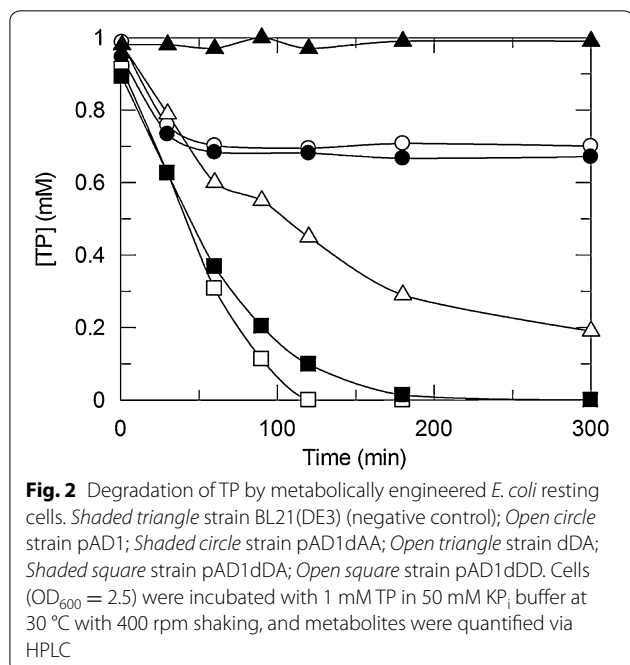 1
0.8
0.6
0.4
0.2
0
[TP] (mM)
0
100
200
300
Time (min)
Fig. 2 Degradation of TP by metabolically engineered E. coli resting
cells. Shaded triangle strain BL21(DE3) (negative control); Open circle
strain pAD1; Shaded circle strain pAD1dAA; Open triangle strain dDA;
Shaded square strain pAD1dDA; Open square strain pAD1dDD. Cells
(OD₆₀₀ = 2.5) were incubated with 1 mM TP in 50 mM KPᵢ buffer at
30 °C with 400 rpm shaking, and metabolites were quantified via
HPLC